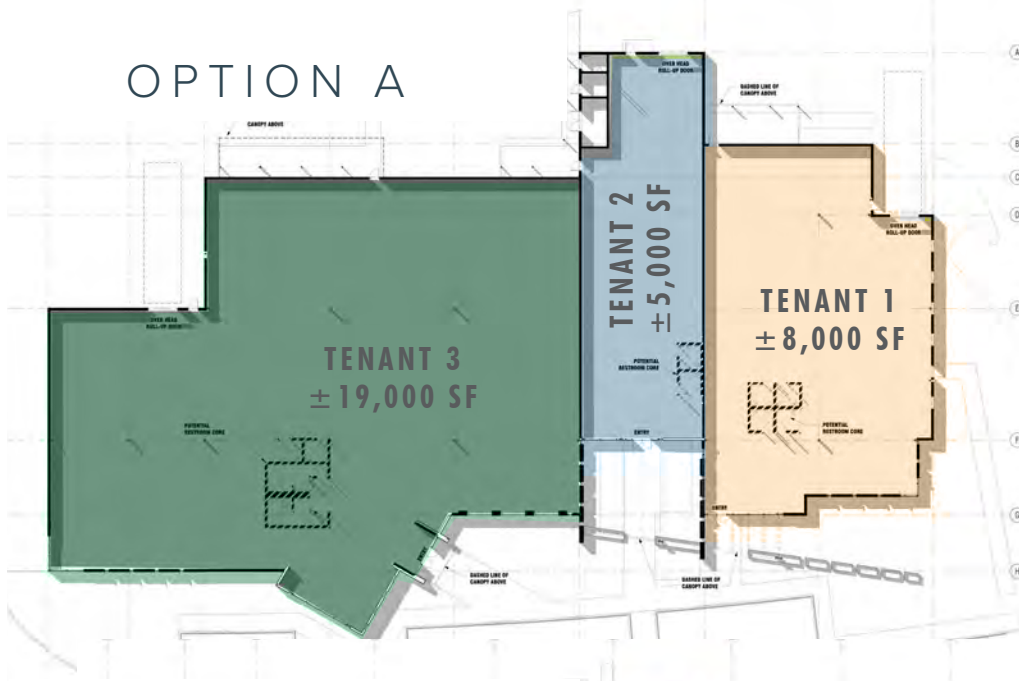 OPTION A
CANOPY ABOVE
OVER HEAD
ROLL-UP DOOR
DASHED LINE OF
CANOPY ABOVE
A
B
C
D
E
F
G
H
OVER HEAD
ROLL-UP DOOR
TENANT 2
±5,000 SF
TENANT 1
±8,000 SF
OVER HEAD
ROLL-UP DOOR
TENANT 3
±19,000 SF
POTENTIAL
RESTROOM CORE
POTENTIAL
RESTROOM CORE
POTENTIAL
RESTROOM CORE
ENTRY
ENTRY
ENTRY
DASHED LINE OF
CANOPY ABOVE
DASHED LINE OF
CANOPY ABOVE